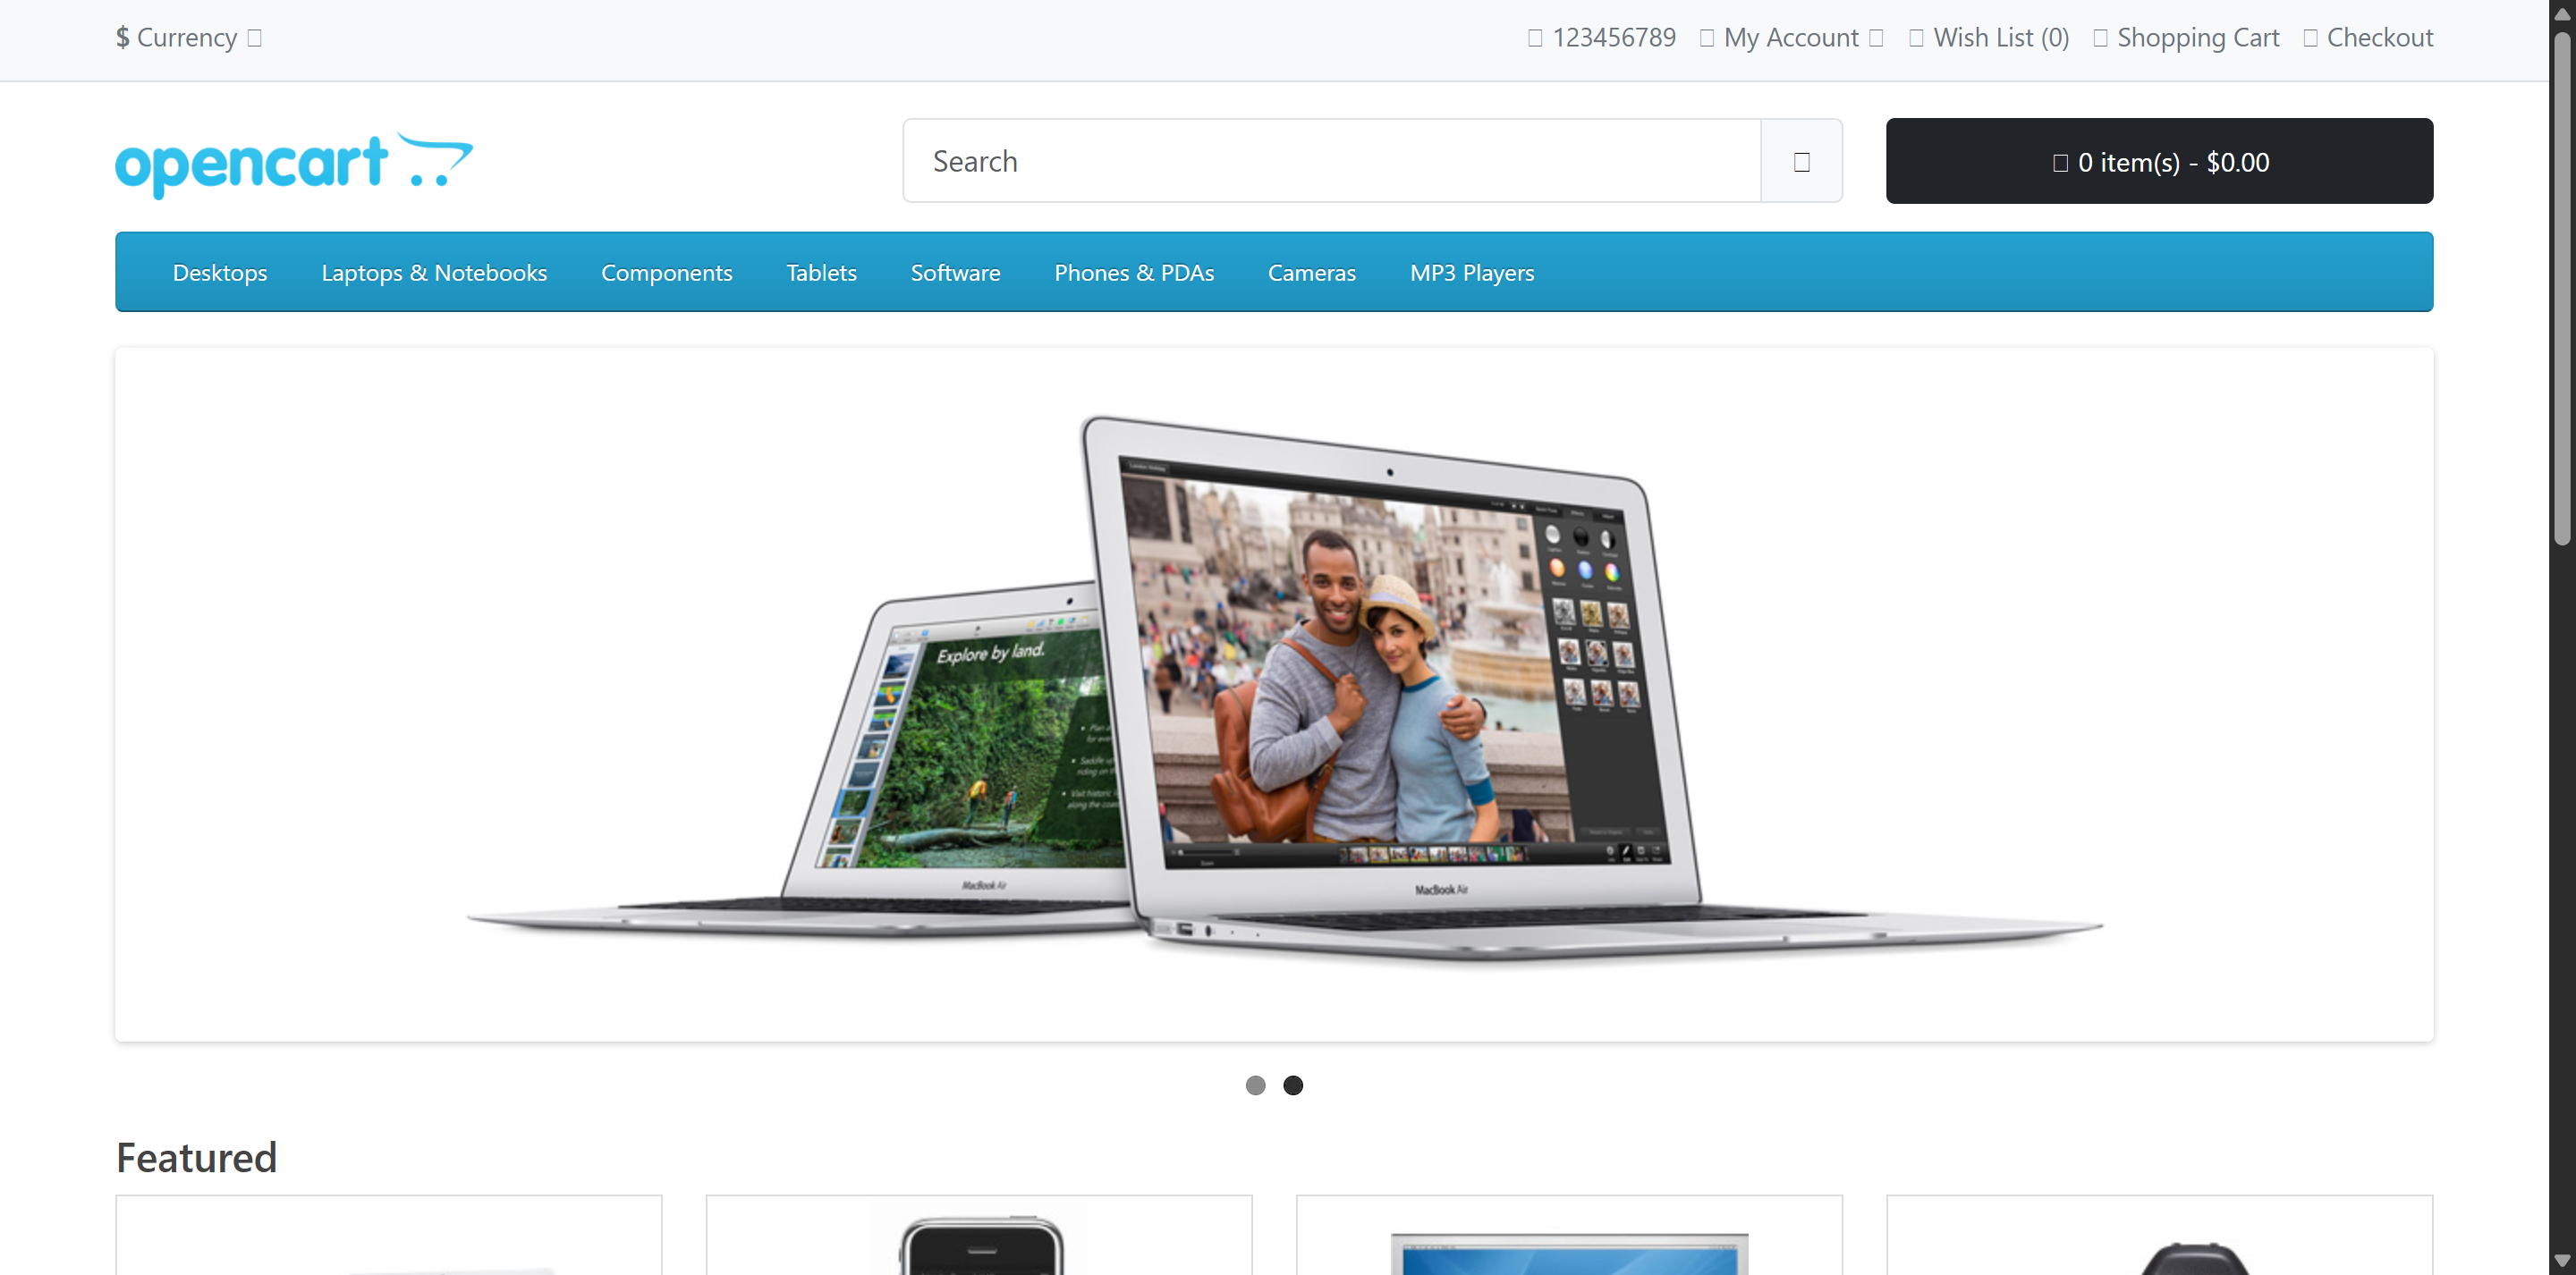 $ Currency
123456789 My Account Wish List (0) Shopping Cart Checkout
opencart
Search
0 item(s) - $0.00
Desktops Laptops & Notebooks Components Tablets Software Phones & PDAs Cameras MP3 Players
Explore by land.
MacBook Air
MacBook Air
Featured